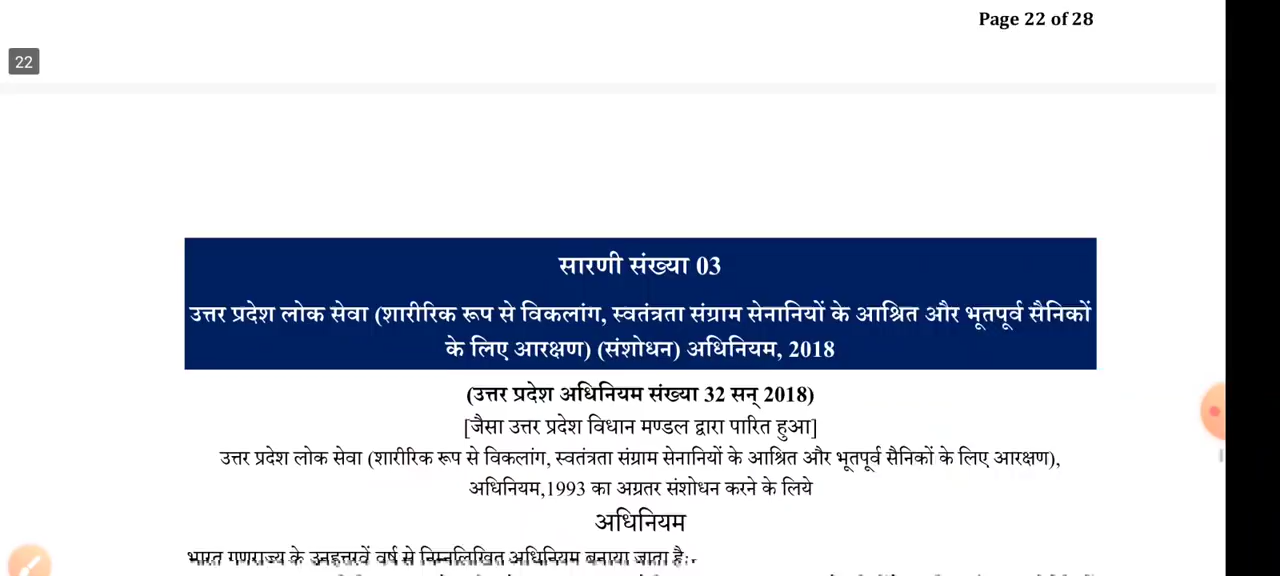 Page 22 of 28
22
सारणी संख्या 03
उत्तर प्रदेश लोक सेवा (शारीरिक रूप से विकलांग, स्वतंत्रता संग्राम सेनानियों के आश्रित और भूतपूर्व सैनिकों
के लिए आरक्षण) (संशोधन) अधिनियम, 2018
(उत्तर प्रदेश अधिनियम संख्या 32 सन् 2018)
[जैसा उत्तर प्रदेश विधान मण्डल द्वारा पारित हुआ]
उत्तर प्रदेश लोक सेवा (शारीरिक रूप से विकलांग, स्वतंत्रता संग्राम सेनानियों के आश्रित और भूतपूर्व सैनिकों के लिए आरक्षण),
अधिनियम,1993 का अग्रतर संशोधन करने के लिये
अधिनियम
भारत गणराज्य के उनहत्तरवें वर्ष से निम्नलिखित अधिनियम बनाया जाता है:-